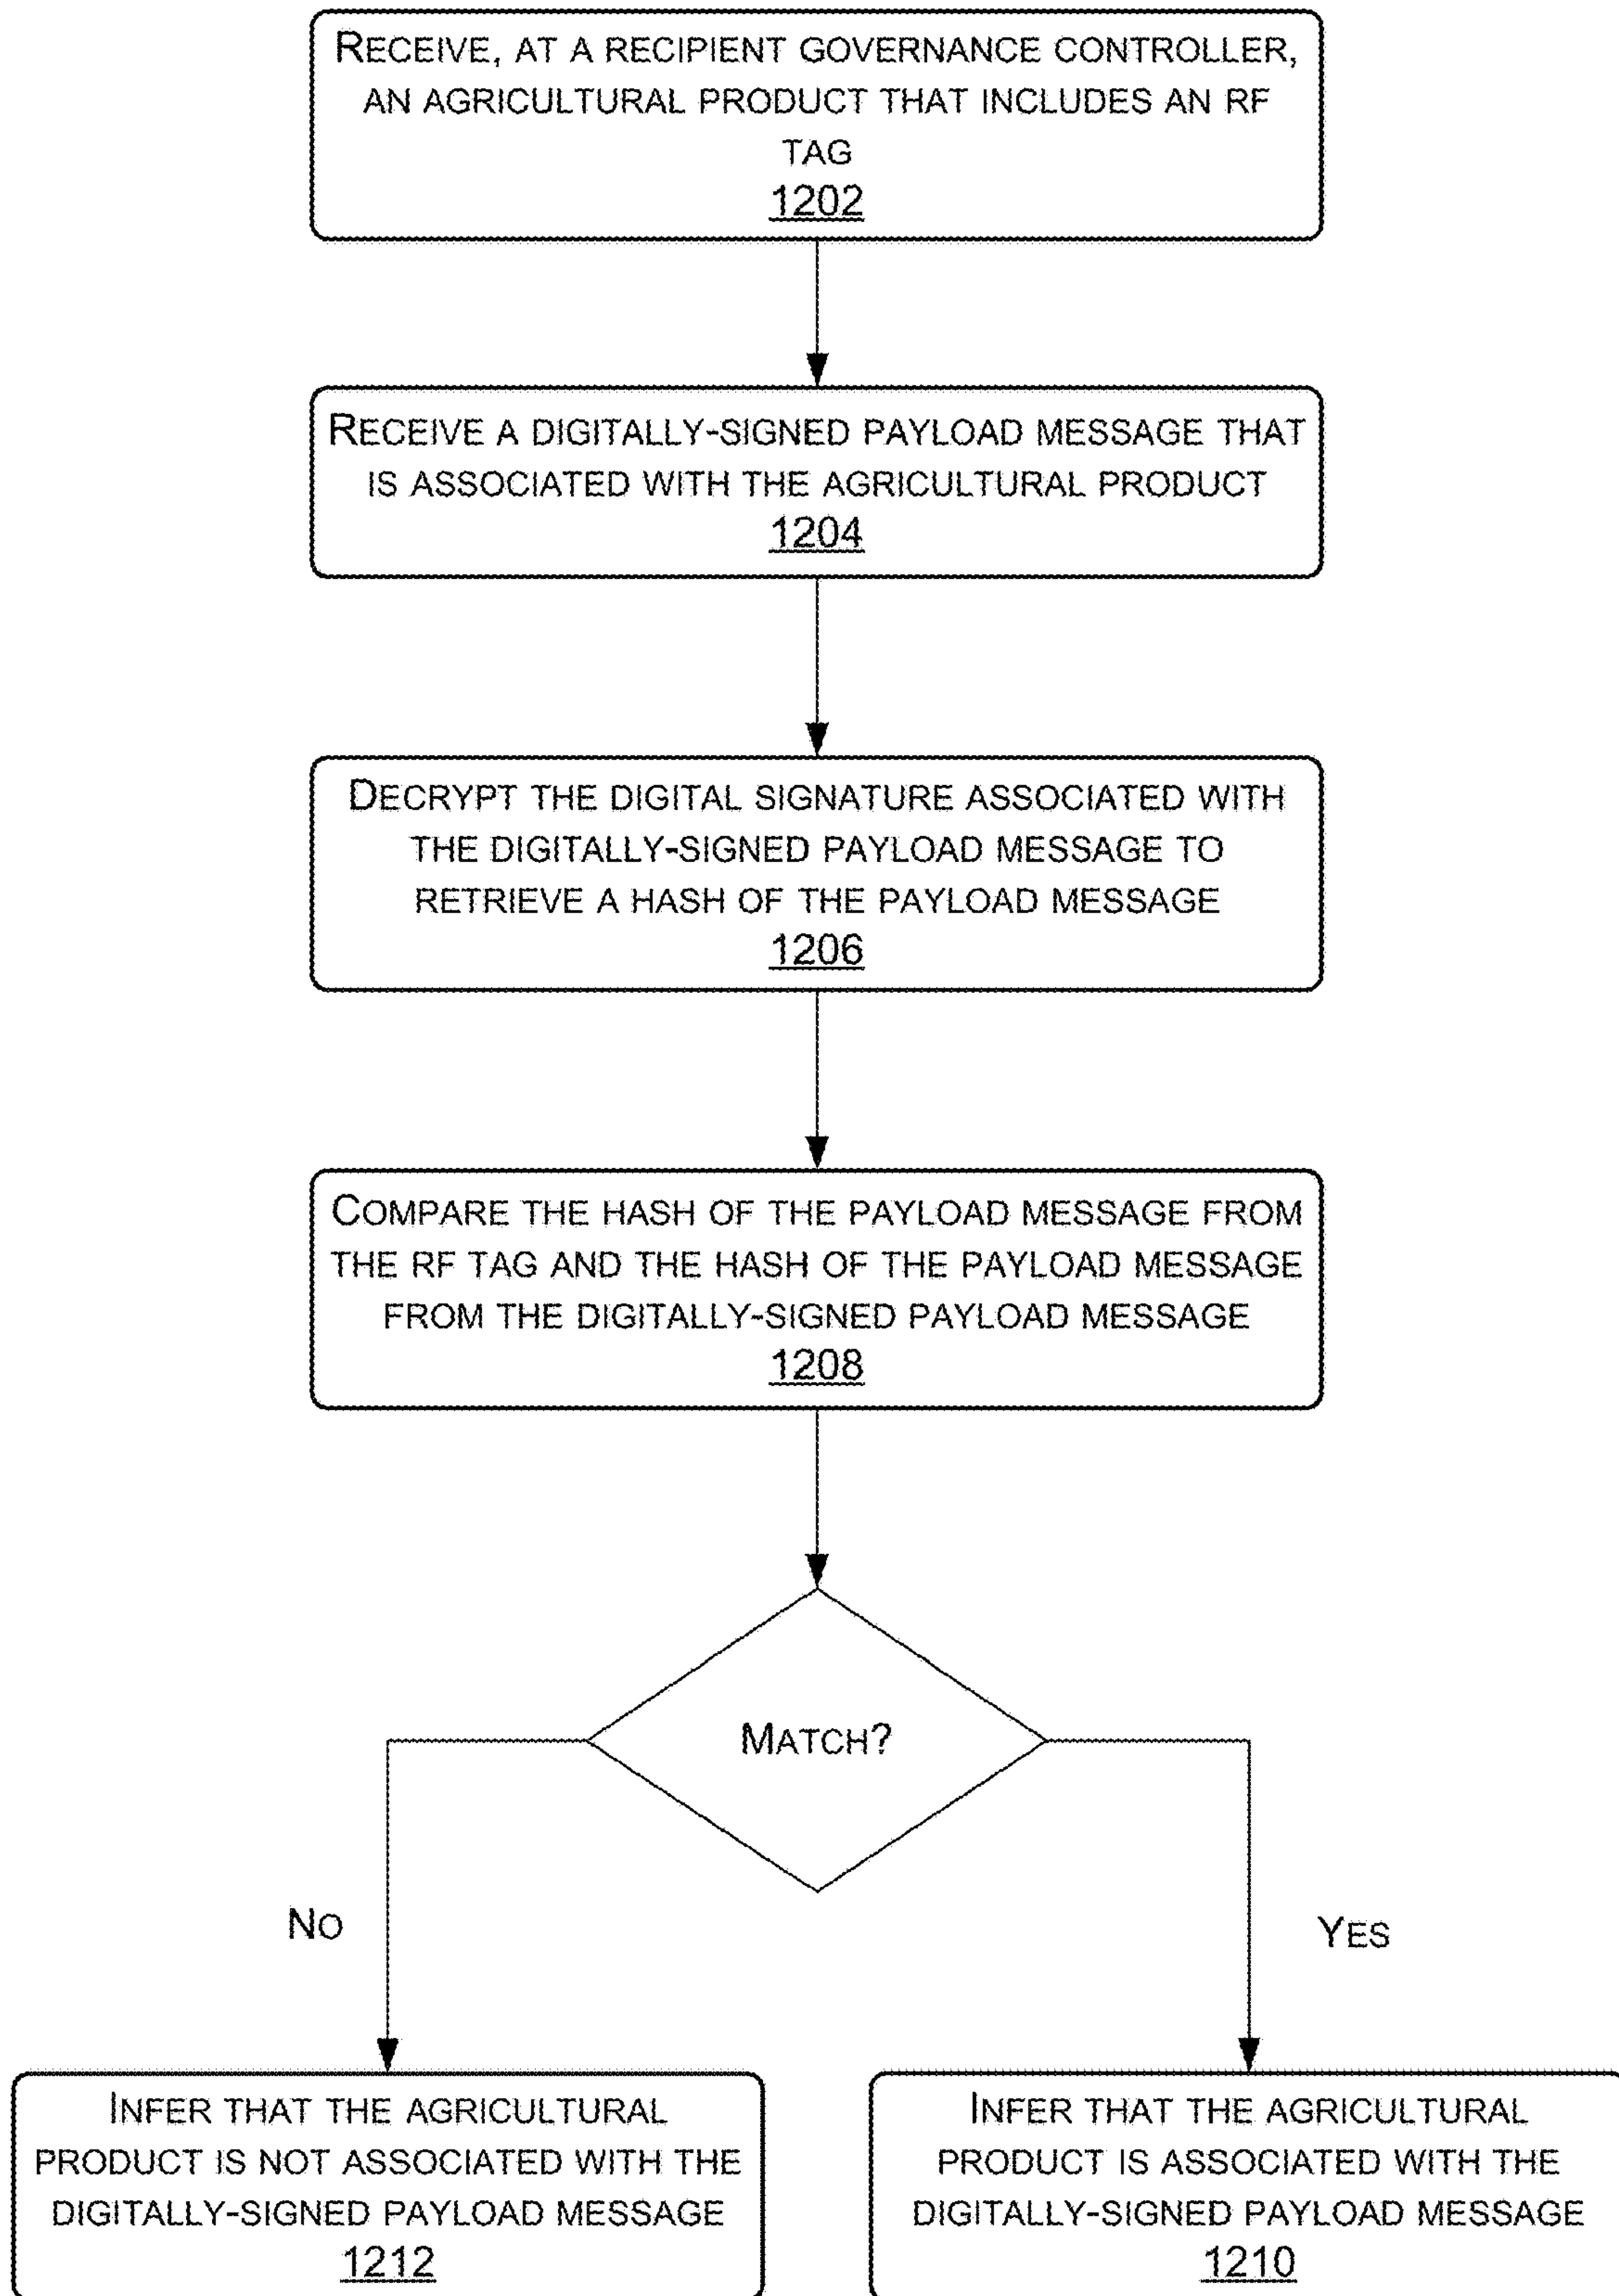 RECEIVE, AT A RECIPIENT GOVERNANCE CONTROLLER,
AN AGRICULTURAL PRODUCT THAT INCLUDES AN RF
TAG
1202
RECEIVE A DIGITALLY-SIGNED PAYLOAD MESSAGE THAT
IS ASSOCIATED WITH THE AGRICULTURAL PRODUCT
1204
DECRYPT THE DIGITAL SIGNATURE ASSOCIATED WITH
THE DIGITALLY-SIGNED PAYLOAD MESSAGE TO
RETRIEVE A HASH OF THE PAYLOAD MESSAGE
1206
COMPARE THE HASH OF THE PAYLOAD MESSAGE FROM
THE RF TAG AND THE HASH OF THE PAYLOAD MESSAGE
FROM THE DIGITALLY-SIGNED PAYLOAD MESSAGE
1208
MATCH?
NO
YES
INFER THAT THE AGRICULTURAL
PRODUCT IS NOT ASSOCIATED WITH THE
DIGITALLY-SIGNED PAYLOAD MESSAGE
1212
INFER THAT THE AGRICULTURAL
PRODUCT IS ASSOCIATED WITH THE
DIGITALLY-SIGNED PAYLOAD MESSAGE
1210